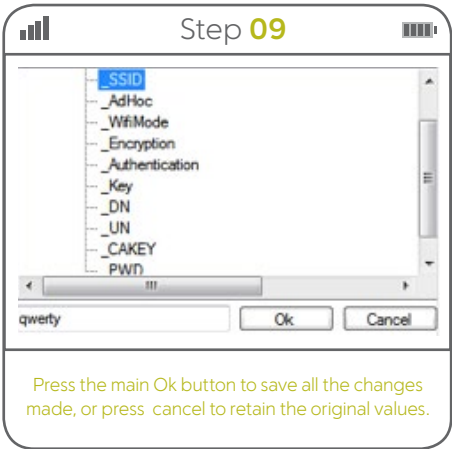 Step 09
_SSID
_AdHoc
_WifiMode
_Encryption
_Authentication
_Key
_DN
_UN
_CAKEY
_PWD
qwerty Ok Cancel
Press the main Ok button to save all the changes
made, or press cancel to retain the original values.